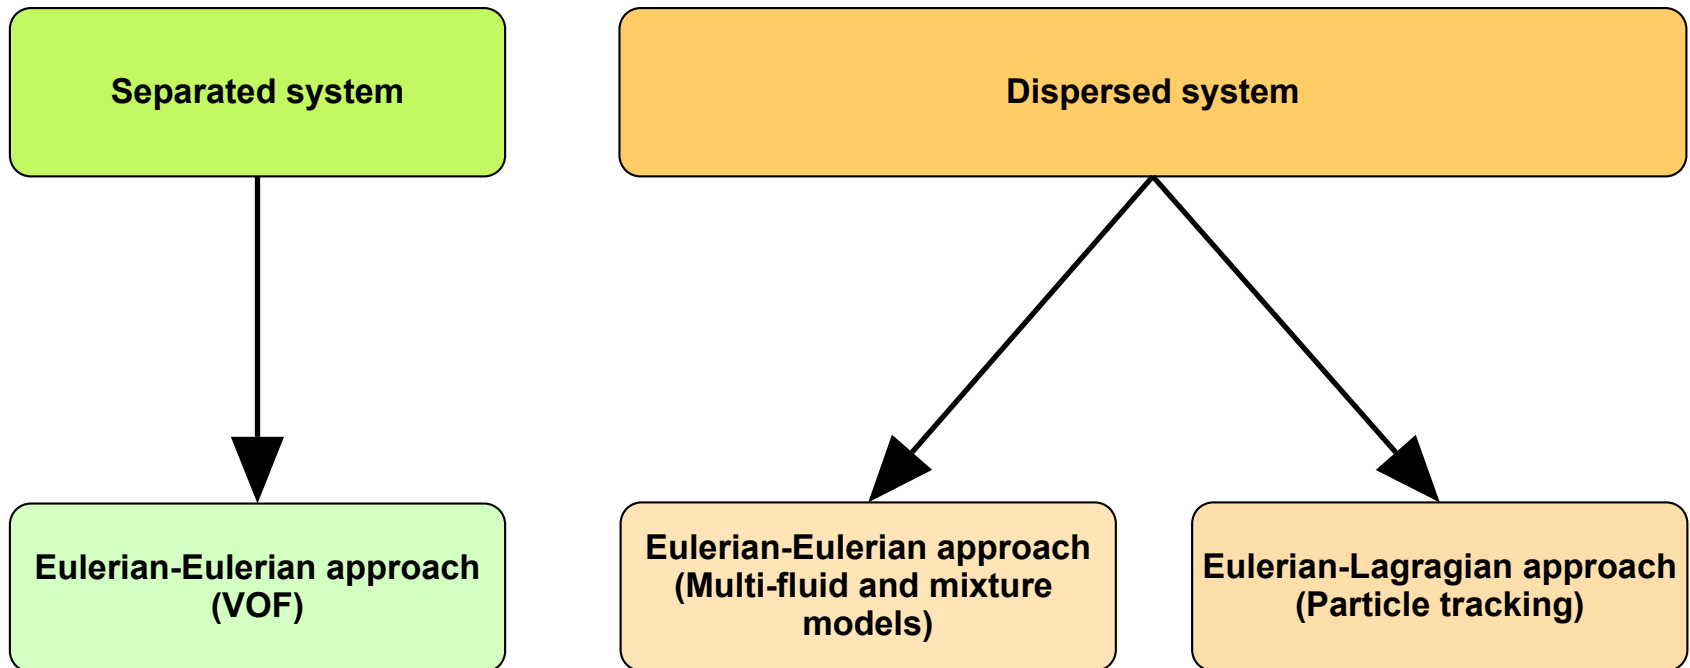 Separated system
Dispersed system
Eulerian-Eulerian approach
(VOF)
Eulerian-Eulerian approach
(Multi-fluid and mixture
models)
Eulerian-Lagragian approach
(Particle tracking)